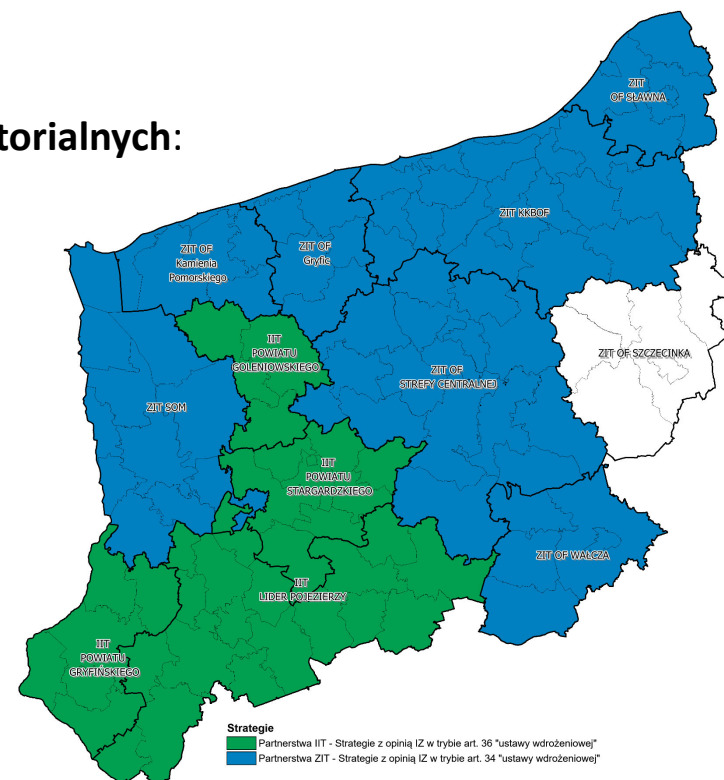 torialnych:
ZIT
OF SŁAWNA
ZIT KKBOF
ZIT OF
Kamienia
Pomorskiego
ZIT OF
Gryfic
IIT
POWIATU
GOLENIOWSKIEGO
ZIT OF SZCZECINKA
ZIT OF
STREFY CENTRALNEJ
ZIT SOM
IIT
POWIATU
STARGARDZKIEGO
ZIT OF WAŁCZA
IIT
LIDER POJEZIERZY
IIT
POWIATU
GRYFIŃSKIEGO
Strategie
Partnerstwa IIT - Strategie z opinią IZ w trybie art. 36 "ustawy wdrożeniowej"
Partnerstwa ZIT - Strategie z opinią IZ w trybie art. 34 "ustawy wdrożeniowej"